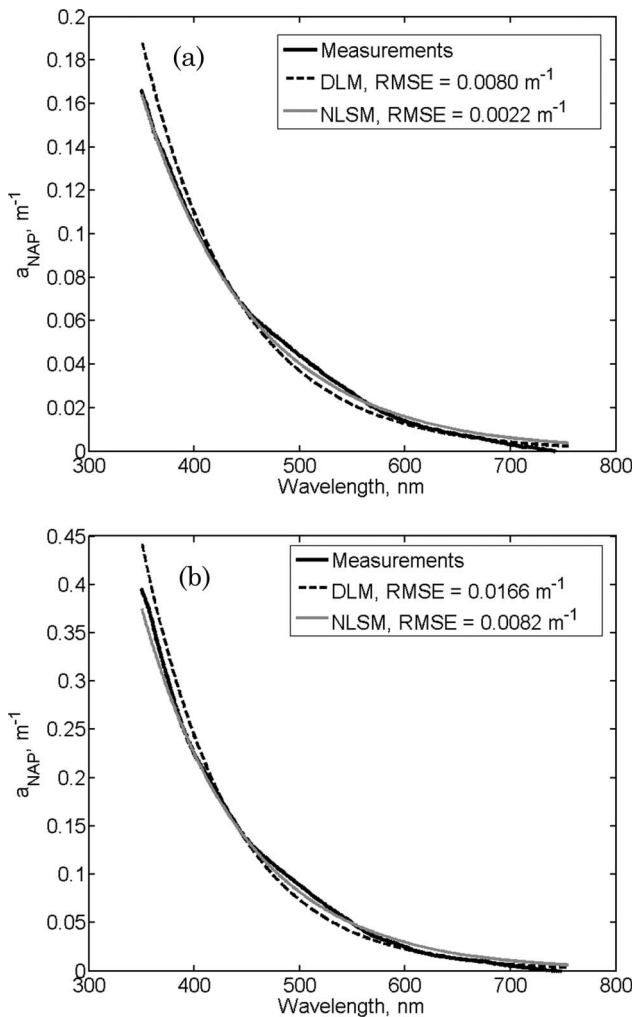 0.2
0.18
0.16
0.14
0.12
0.1
0.08
0.06
0.04
0.02
0
a_NAP, m⁻¹
(a)
Measurements
DLM, RMSE = 0.0080 m⁻¹
NLSM, RMSE = 0.0022 m⁻¹
300 400 500 600 700 800
Wavelength, nm
0.45
0.4
0.35
0.3
0.25
0.2
0.15
0.1
0.05
0
a_NAP, m⁻¹
(b)
Measurements
DLM, RMSE = 0.0166 m⁻¹
NLSM, RMSE = 0.0082 m⁻¹
300 400 500 600 700 800
Wavelength, nm